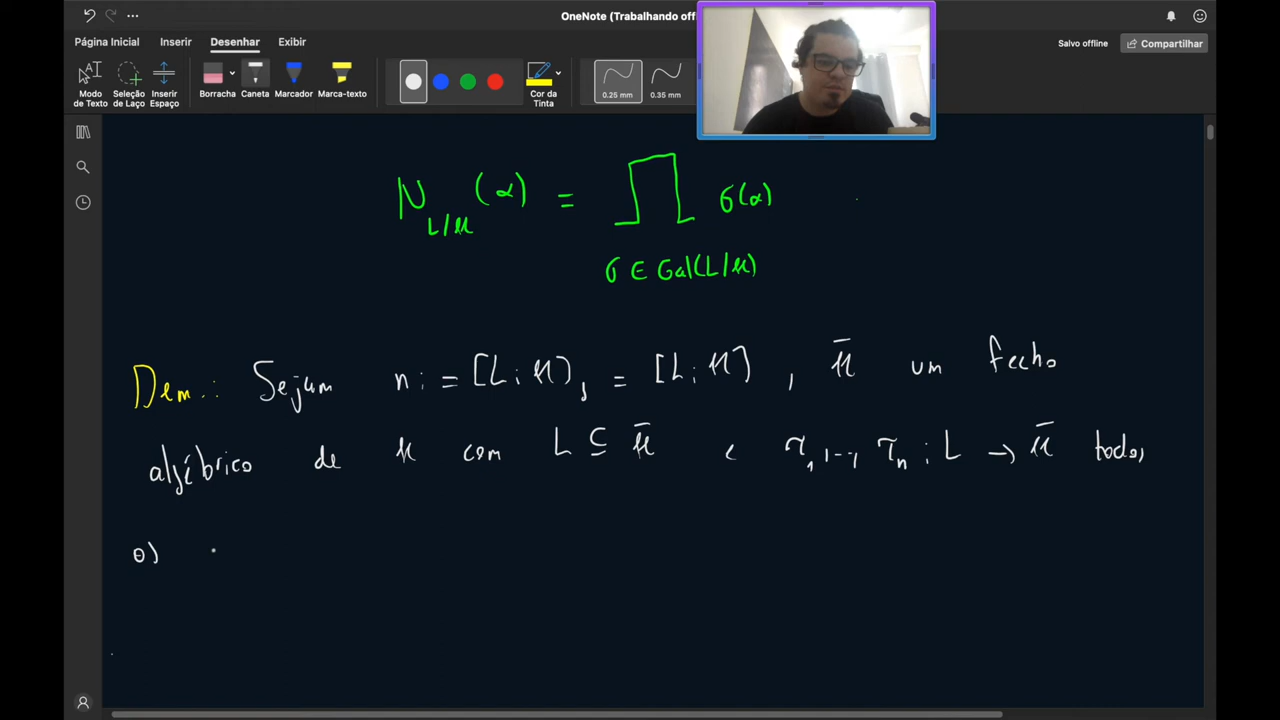 OneNote (Trabalhando offl
Página Inicial Inserir Desenhar Exibir
Salvo offline Compartilhar
Modo de Texto
Seleção de Laço
Inserir Espaço
Borracha Caneta Marcador Marca-texto
Cor da Tinta
0.25 mm 0.35 mm
N_{L/K}(α) = ∏ σ(α)
σ ∈ Gal(L/K)
Dem.: Sejam n := [L:K]_s = [L:K], K̄ um fecho
algébrico de K com L ⊆ K̄ e τ_1, ..., τ_n : L → K̄ todos
os